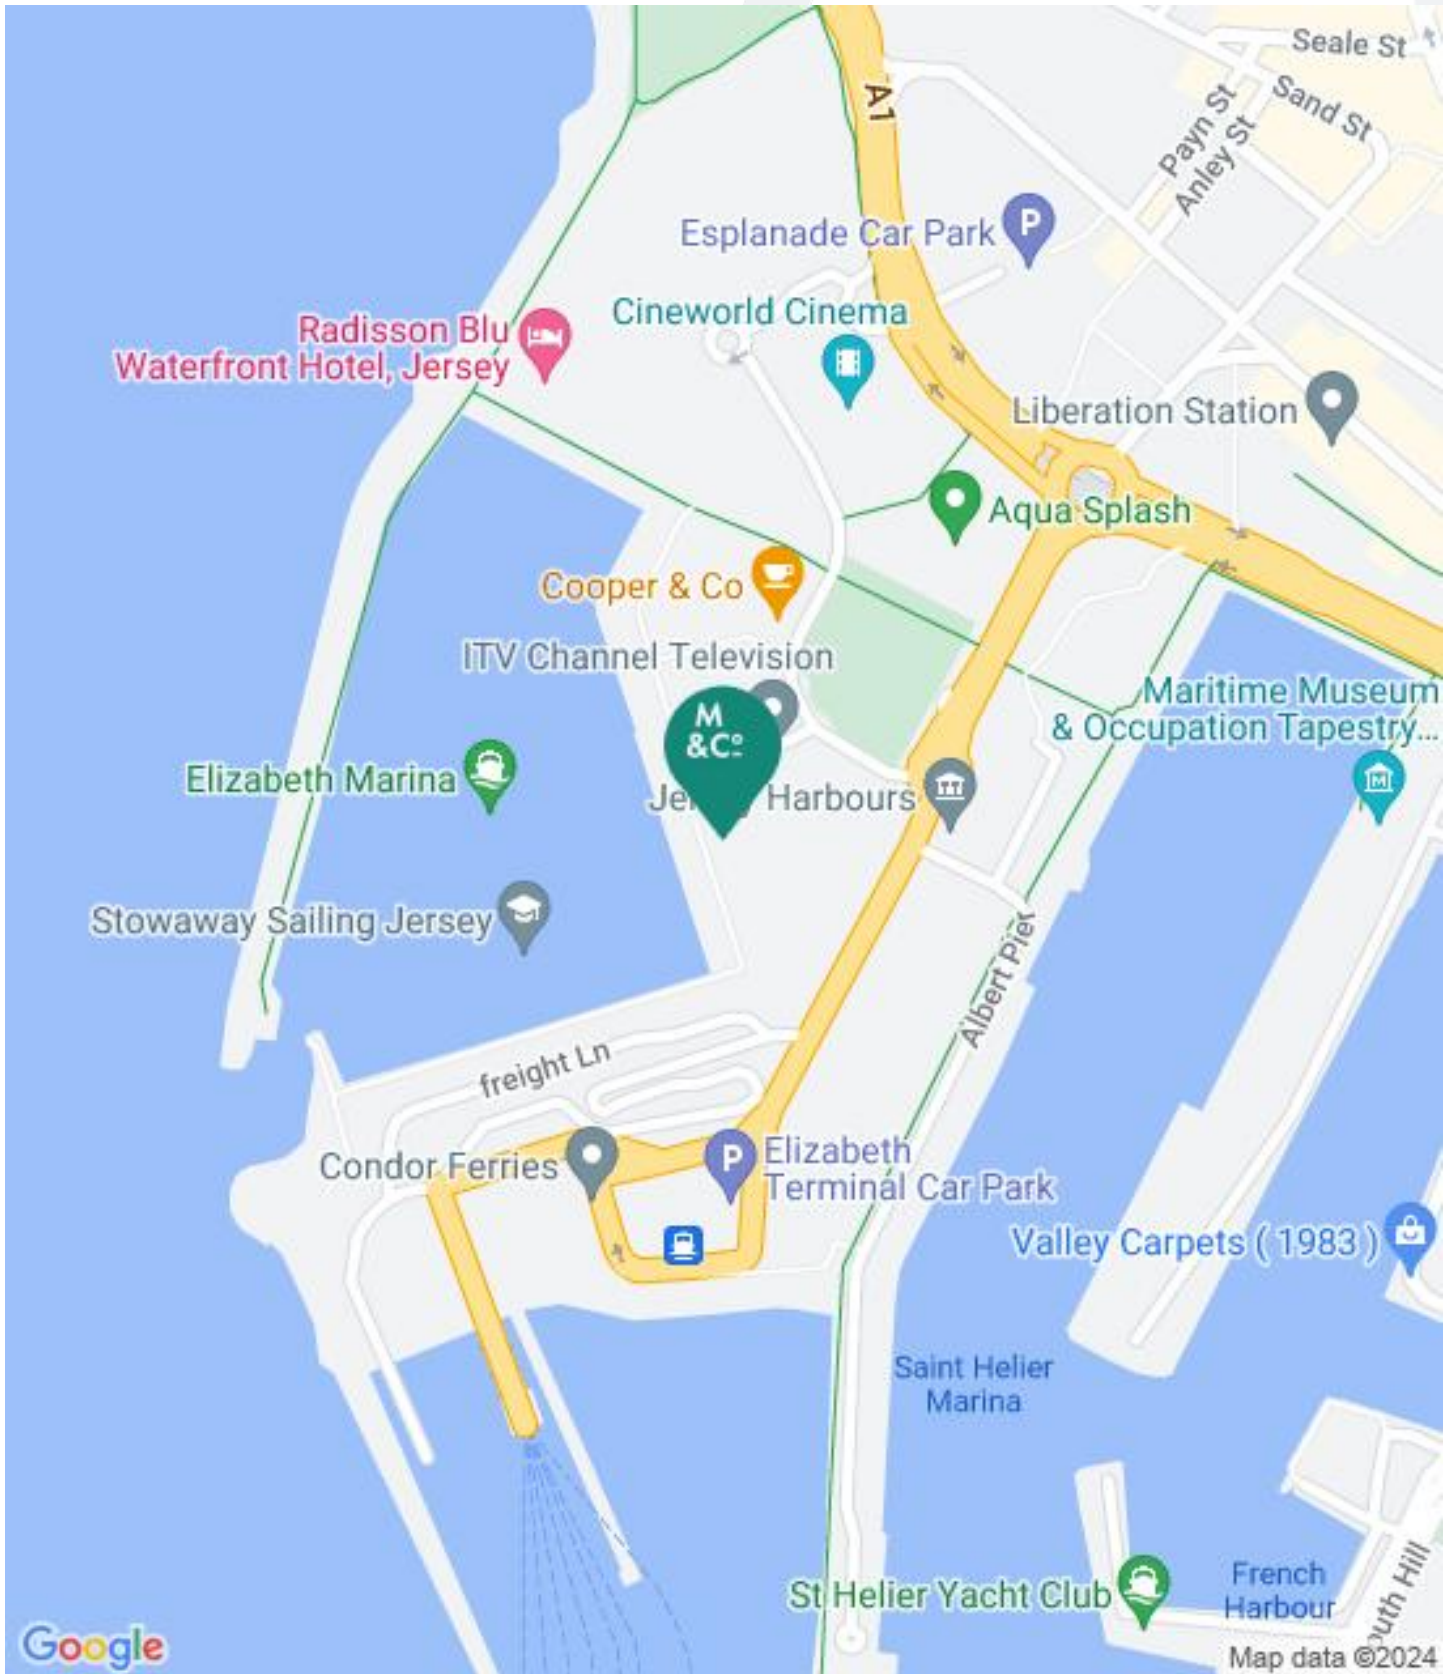 Seale St
Sand St
Payn St
Anley St
A1
Esplanade Car Park
P
Cineworld Cinema
Radisson Blu
Waterfront Hotel, Jersey
Liberation Station
Aqua Splash
Cooper & Co
ITV Channel Television
M
&Cº
Maritime Museum
& Occupation Tapestry...
M
Elizabeth Marina
Harbours
Stowaway Sailing Jersey
Albert Pier
freight Ln
Condor Ferries
P
Elizabeth
Terminal Car Park
Valley Carpets ( 1983 )
Saint Helier
Marina
St Helier Yacht Club
French
Harbour
Hill
Google
Map data ©2024